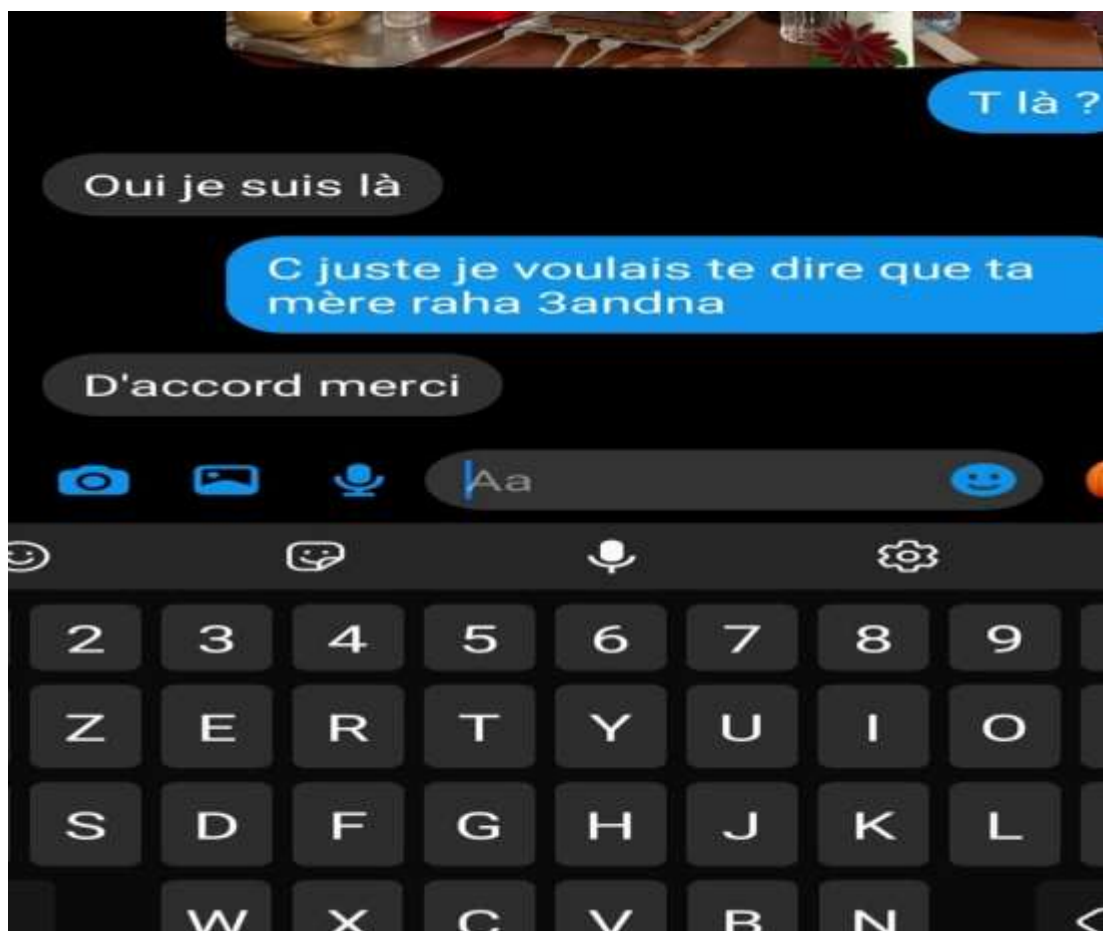 T là ?
Oui je suis là
C juste je voulais te dire que ta
mère raha 3andna
D'accord merci
Aa
2 3 4 5 6 7 8 9
Z E R T Y U I O
S D F G H J K L
W X C V B N